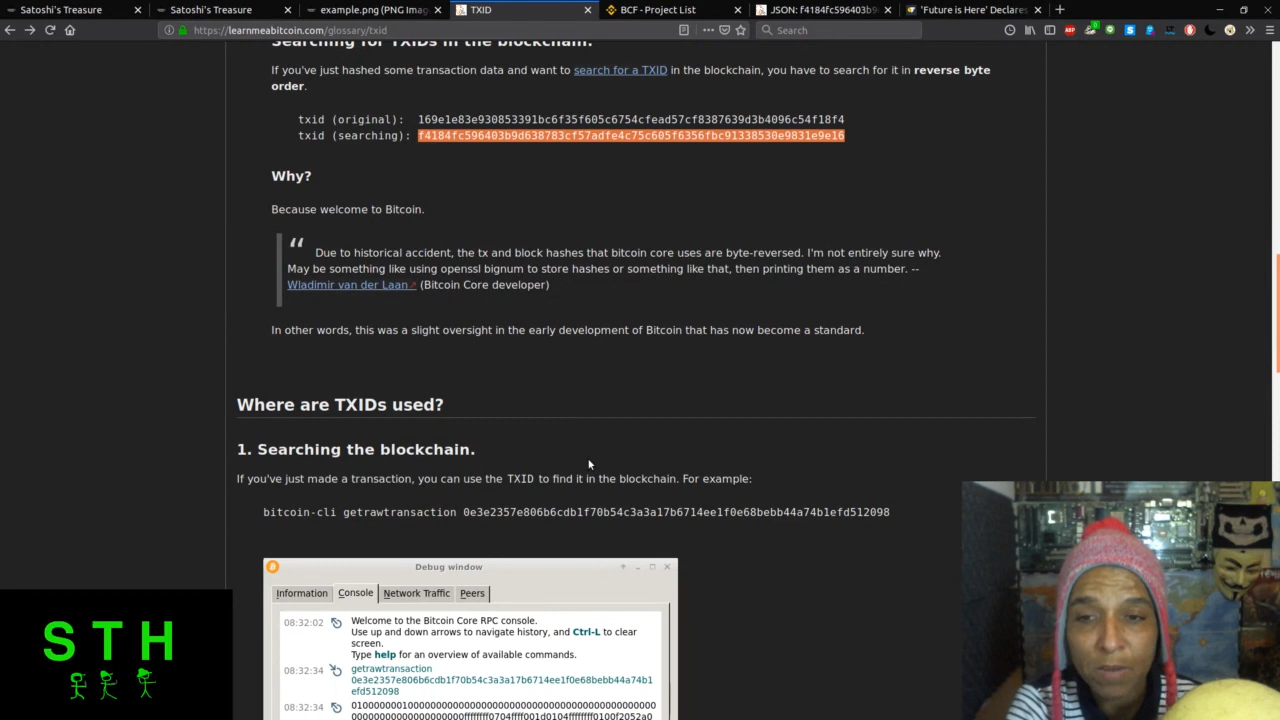 Satoshi's Treasure
Satoshi's Treasure
example.png (PNG Imag
TXID
BCF - Project List
JSON: f4184fc596403b9d
'Future is Here' Declares
https://learnmeabitcoin.com/glossary/txid
Search
ABP
Searching for TXIDs in the blockchain.
If you've just hashed some transaction data and want to search for a TXID in the blockchain, you have to search for it in reverse byte
order.
txid (original): 169e1e83e930853391bc6f35f605c6754cfead57cf8387639d3b4096c54f18f4
txid (searching): f4184fc596403b9d638783cf57adfe4c75c605f6356fbc91338530e9831e9e16
Why?
Because welcome to Bitcoin.
“ Due to historical accident, the tx and block hashes that bitcoin core uses are byte-reversed. I'm not entirely sure why.
May be something like using openssl bignum to store hashes or something like that, then printing them as a number. --
Wladimir van der Laan (Bitcoin Core developer)
In other words, this was a slight oversight in the early development of Bitcoin that has now become a standard.
Where are TXIDs used?
1. Searching the blockchain.
If you've just made a transaction, you can use the TXID to find it in the blockchain. For example:
bitcoin-cli getrawtransaction 0e3e2357e806b6cdb1f70b54c3a3a17b6714ee1f0e68bebb44a74b1efd512098
Debug window
Information Console Network Traffic Peers
08:32:02 Welcome to the Bitcoin Core RPC console.
Use up and down arrows to navigate history, and Ctrl-L to clear
screen.
Type help for an overview of available commands.
08:32:34 getrawtransaction
0e3e2357e806b6cdb1f70b54c3a3a17b6714ee1f0e68bebb44a74b1
efd512098
08:32:34
STH